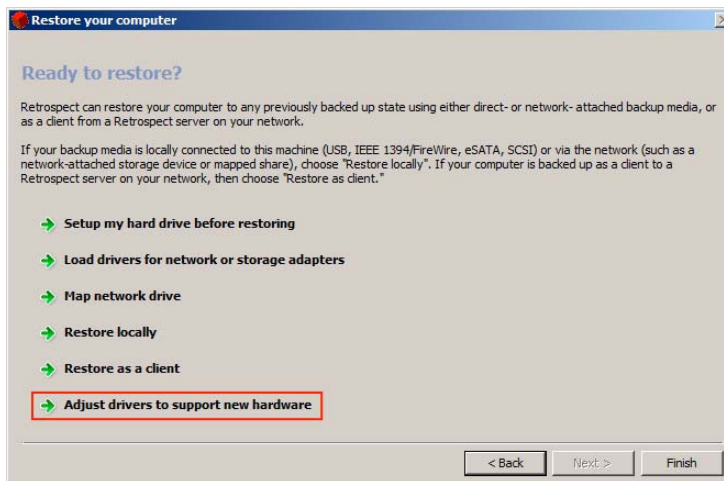 Restore your computer
Ready to restore?
Retrospect can restore your computer to any previously backed up state using either direct- or network- attached backup media, or
as a client from a Retrospect server on your network.
If your backup media is locally connected to this machine (USB, IEEE 1394/FireWire, eSATA, SCSI) or via the network (such as a
network-attached storage device or mapped share), choose "Restore locally". If your computer is backed up as a client to a
Retrospect server on your network, then choose "Restore as client."
Setup my hard drive before restoring
Load drivers for network or storage adapters
Map network drive
Restore locally
Restore as a client
Adjust drivers to support new hardware
< Back
Next >
Finish